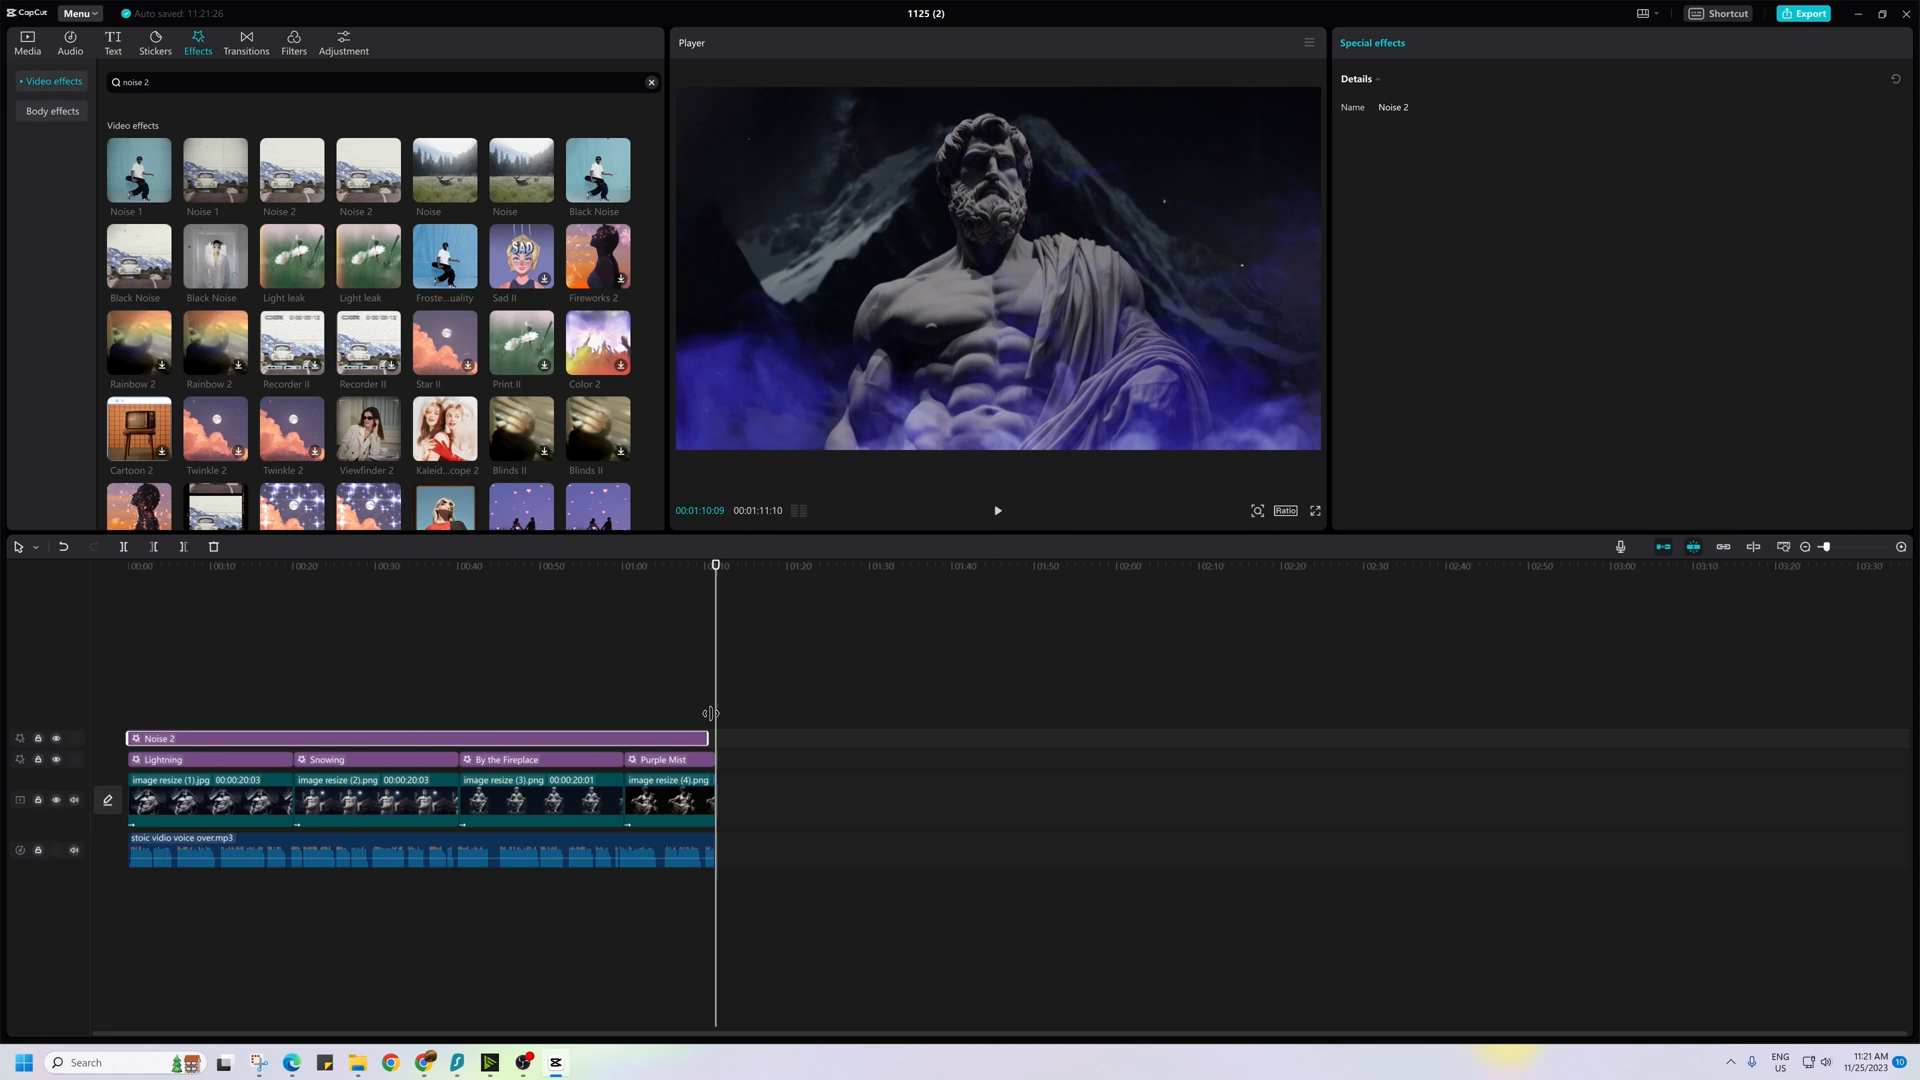 CapCut
Menu
Auto saved: 11:21:26
1125 (2)
Shortcut
Export
Media
Audio
Text
Stickers
Effects
Transitions
Filters
Adjustment
Player
Special effects
Video effects
Body effects
noise 2
Details
Name Noise 2
Video effects
Noise 1
Noise 1
Noise 2
Noise 2
Noise
Noise
Black Noise
SAD
Black Noise
Black Noise
Light leak
Light leak
Froste...uality
Sad II
Fireworks 2
Rainbow 2
Rainbow 2
Recorder II
Recorder II
Star II
Print II
Color 2
Cartoon 2
Twinkle 2
Twinkle 2
Viewfinder 2
Kaleid...cope 2
Blinds II
Blinds II
00:01:10:09 00:01:11:10
Ratio
00:00 00:10 00:20 00:30 00:40 00:50 01:00 01:20 01:30 01:40 01:50 02:00 02:10 02:20 02:30 02:40 02:50 03:00 03:10 03:20 03:30
Noise 2
Lightning
Snowing
By the Fireplace
Purple Mist
image resize (1).jpg 00:00:20:03
image resize (2).png 00:00:20:03
image resize (3).png 00:00:20:01
image resize (4).png
stoic vidio voice over.mp3
Search
ENG
US
11:21 AM
11/25/2023
10